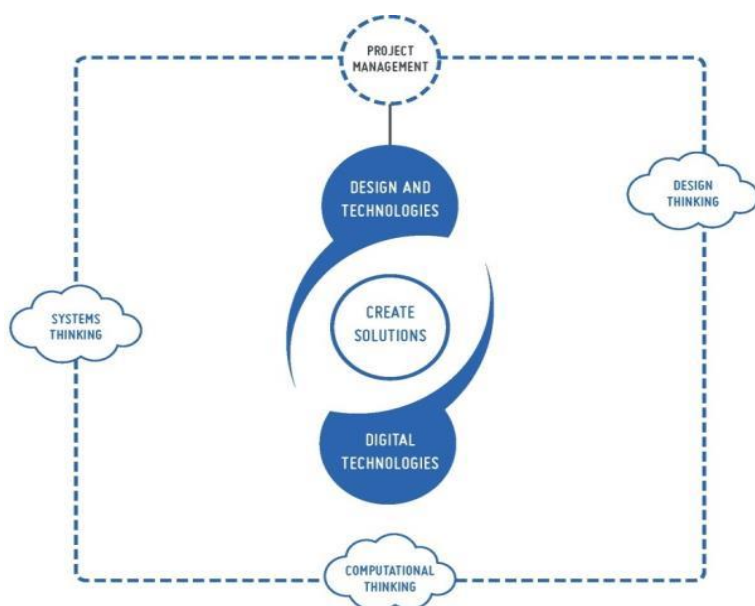 PROJECT
MANAGEMENT
DESIGN AND
TECHNOLOGIES
DESIGN
THINKING
SYSTEMS
THINKING
CREATE
SOLUTIONS
DIGITAL
TECHNOLOGIES
COMPUTATIONAL
THINKING